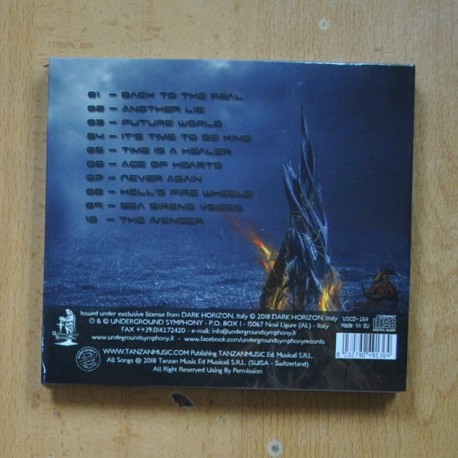 01 - BACK TO THE REAL
02 - ANOTHER LIE
03 - FUTURE WORLD
04 - IT'S TIME TO BE KING
05 - TIME IS A HEALER
06 - AGE OF HEARTS
07 - NEVER AGAIN
08 - HELL'S FIRE WHEELS
09 - SEA SIRENS VOICES
10 - THE AVENGER
Issued under exclusive license from DARK HORIZON, Italy © 2018 DARK HORIZON, Italy
℗ & © UNDERGROUND SYMPHONY - P.O. BOX 1 - 15067 Novi Ligure (AL) - Italy
FAX ++39.0143.72420 - e-mail: info@undergroundsymphony.it
www.undergroundsymphony.it - www.facebook.com/undergroundsymphonyrecords
USCD-184
Made in EU
WWW.TANZANMUSIC.COM Publishing TANZANMUSIC Ed. Musicali S.R.L.
All Songs @ 2018 Tanzan Music Ed Musicali S.R.L. (SUISA - Switzerland)
All Right Reserved Using By Permission